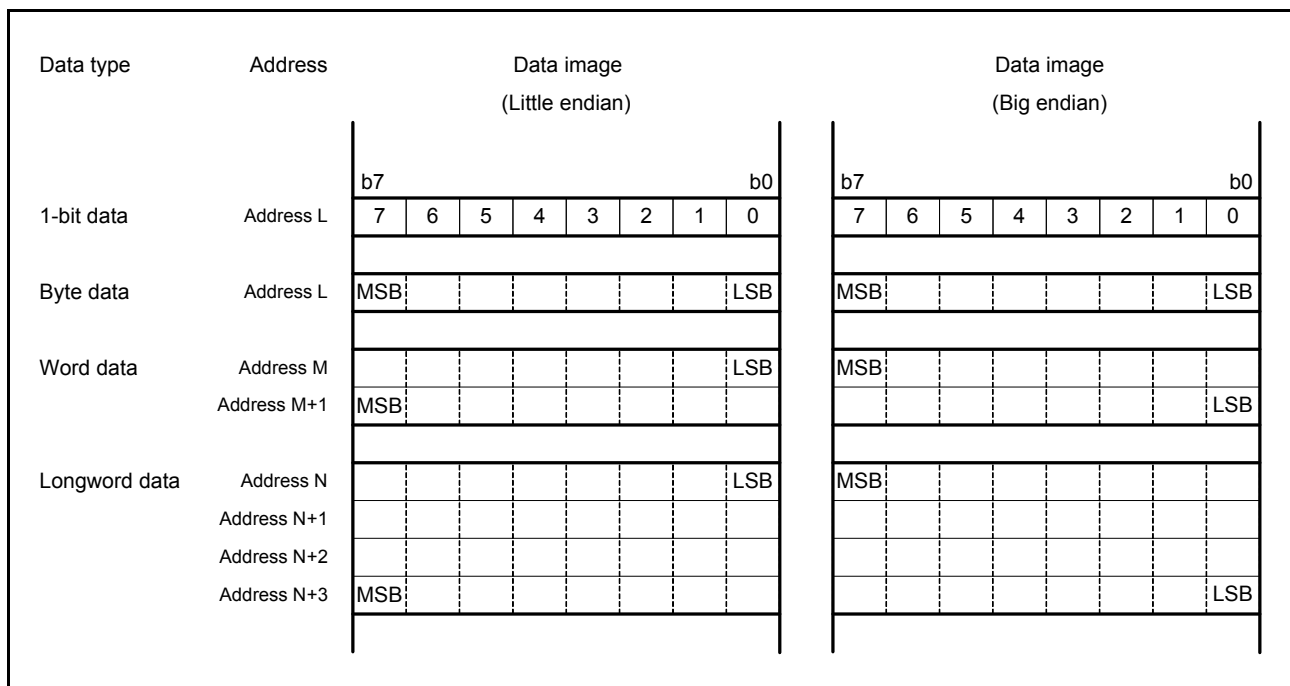 Data type Address Data image Data image
(Little endian) (Big endian)
b7 b0 b7 b0
1-bit data Address L 7 6 5 4 3 2 1 0 7 6 5 4 3 2 1 0
Byte data Address L MSB LSB MSB LSB
Word data Address M LSB MSB
Address M+1 MSB LSB
Longword data Address N LSB MSB
Address N+1
Address N+2
Address N+3 MSB LSB